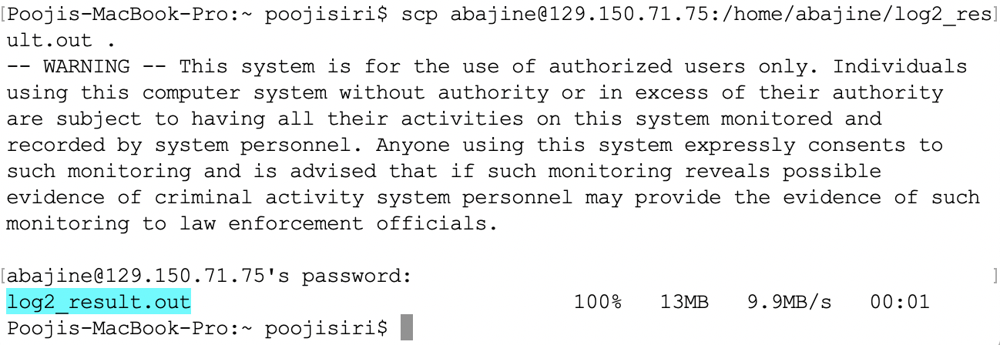 [Poojis-MacBook-Pro:~ poojisiri$ scp abajine@129.150.71.75:/home/abajine/log2_res]
ult.out .
-- WARNING -- This system is for the use of authorized users only. Individuals
using this computer system without authority or in excess of their authority
are subject to having all their activities on this system monitored and
recorded by system personnel. Anyone using this system expressly consents to
such monitoring and is advised that if such monitoring reveals possible
evidence of criminal activity system personnel may provide the evidence of such
monitoring to law enforcement officials.
[abajine@129.150.71.75's password: ]
log2_result.out 100% 13MB 9.9MB/s 00:01
Poojis-MacBook-Pro:~ poojisiri$